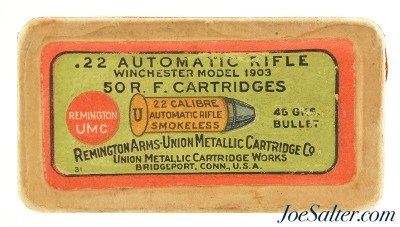 .22 AUTOMATIC RIFLE
WINCHESTER MODEL 1903
50 R. F. CARTRIDGES
REMINGTON
UMC
U
22 CALIBRE
AUTOMATIC RIFLE
SMOKELESS
45 GRS.
BULLET
REMINGTON ARMS-UNION METALLIC CARTRIDGE CO
UNION METALLIC CARTRIDGE WORKS
31
BRIDGEPORT, CONN., U.S.A.
JoeSalter.com